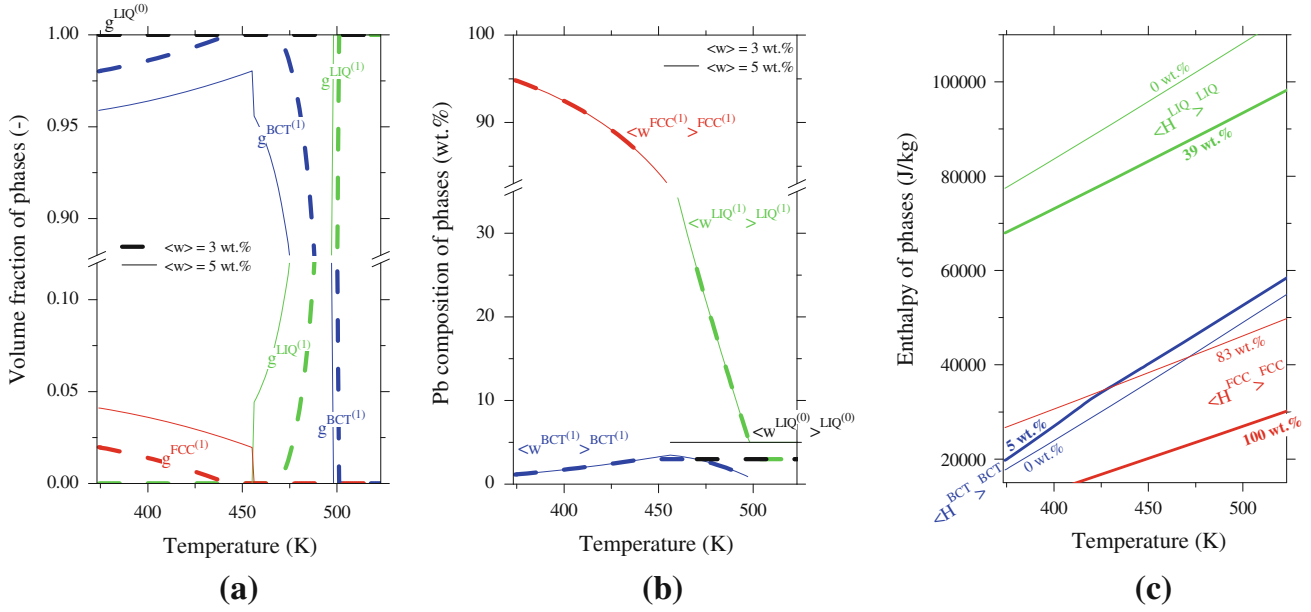 g^LIQ(0)
1.00
0.95
0.90
0.10
0.05
0.00
Volume fraction of phases (-)
g^LIQ(1)
g^BCT(1)
<w> = 3 wt.%
<w> = 5 wt.%
g^LIQ(1)
g^BCT(1)
g^FCC(1)
400
450
500
Temperature (K)
(a)
100
90
30
20
10
0
Pb composition of phases (wt.%)
<w> = 3 wt.%
<w> = 5 wt.%
<w^FCC(1)>^FCC(1)
<w^LIQ(1)>^LIQ(1)
<w^LIQ(0)>^LIQ(0)
<w^BCT(1)>^BCT(1)
400
450
500
Temperature (K)
(b)
100000
80000
60000
40000
20000
Enthalpy of phases (J/kg)
0 wt.%
<H^LIQ>^LIQ
39 wt.%
83 wt.%
<H^FCC>^FCC
5 wt.%
0 wt.%
100 wt.%
<H^BCT>^BCT
400
450
500
Temperature (K)
(c)